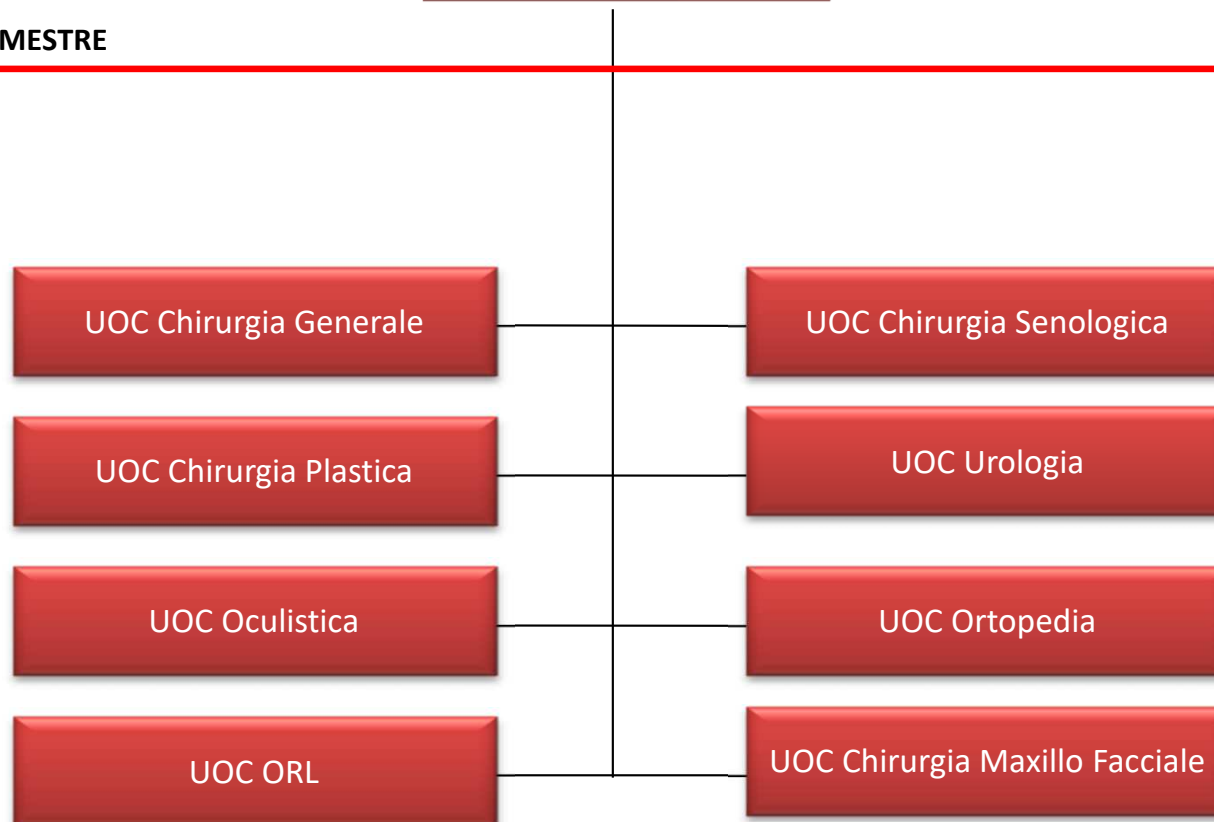 MESTRE
UOC Chirurgia Generale
UOC Chirurgia Senologica
UOC Chirurgia Plastica
UOC Urologia
UOC Oculistica
UOC Ortopedia
UOC ORL
UOC Chirurgia Maxillo Facciale